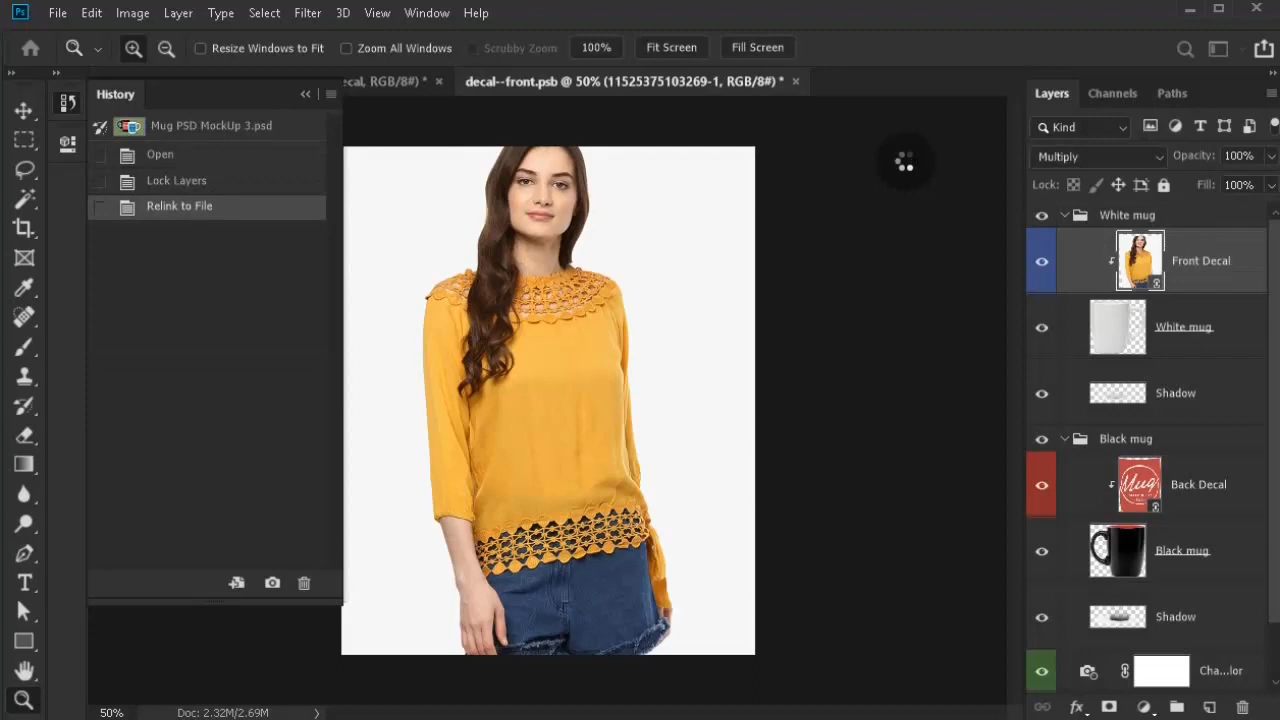 Ps File Edit Image Layer Type Select Filter 3D View Window Help
Resize Windows to Fit Zoom All Windows Scrubby Zoom 100% Fit Screen Fill Screen
ecal, RGB/8#) * × decal--front.psb @ 50% (11525375103269-1, RGB/8#) * ×
History
Mug PSD MockUp 3.psd
Open
Lock Layers
Relink to File
Layers Channels Paths
Kind
Multiply Opacity: 100%
Lock: Fill: 100%
White mug
Front Decal
White mug
Shadow
Black mug
Mug
Back Decal
Black mug
Shadow
Cha...lor
50% Doc: 2.32M/2.69M